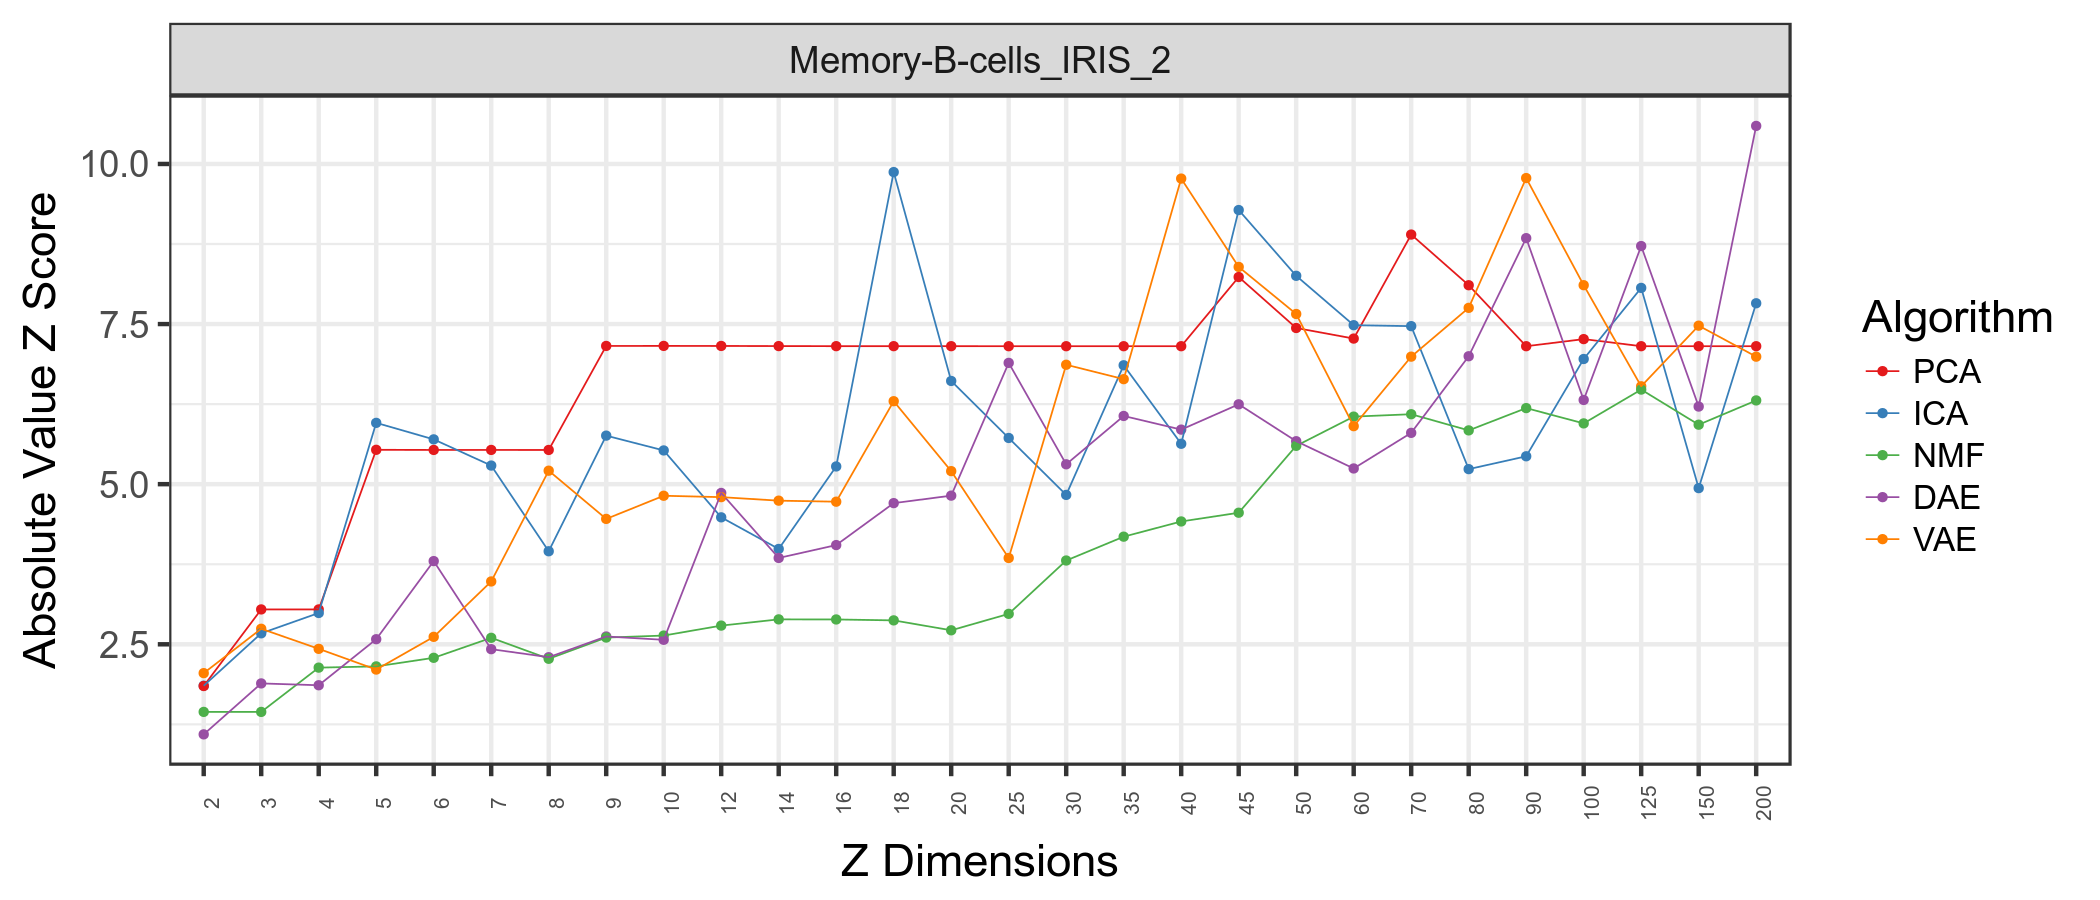 Memory-B-cells_IRIS_2
Absolute Value Z Score
10.0
7.5
5.0
2.5
2 3 4 5 6 7 8 9 10 12 14 16 18 20 25 30 35 40 45 50 60 70 80 90 100 125 150 200
Z Dimensions
Algorithm
PCA
ICA
NMF
DAE
VAE